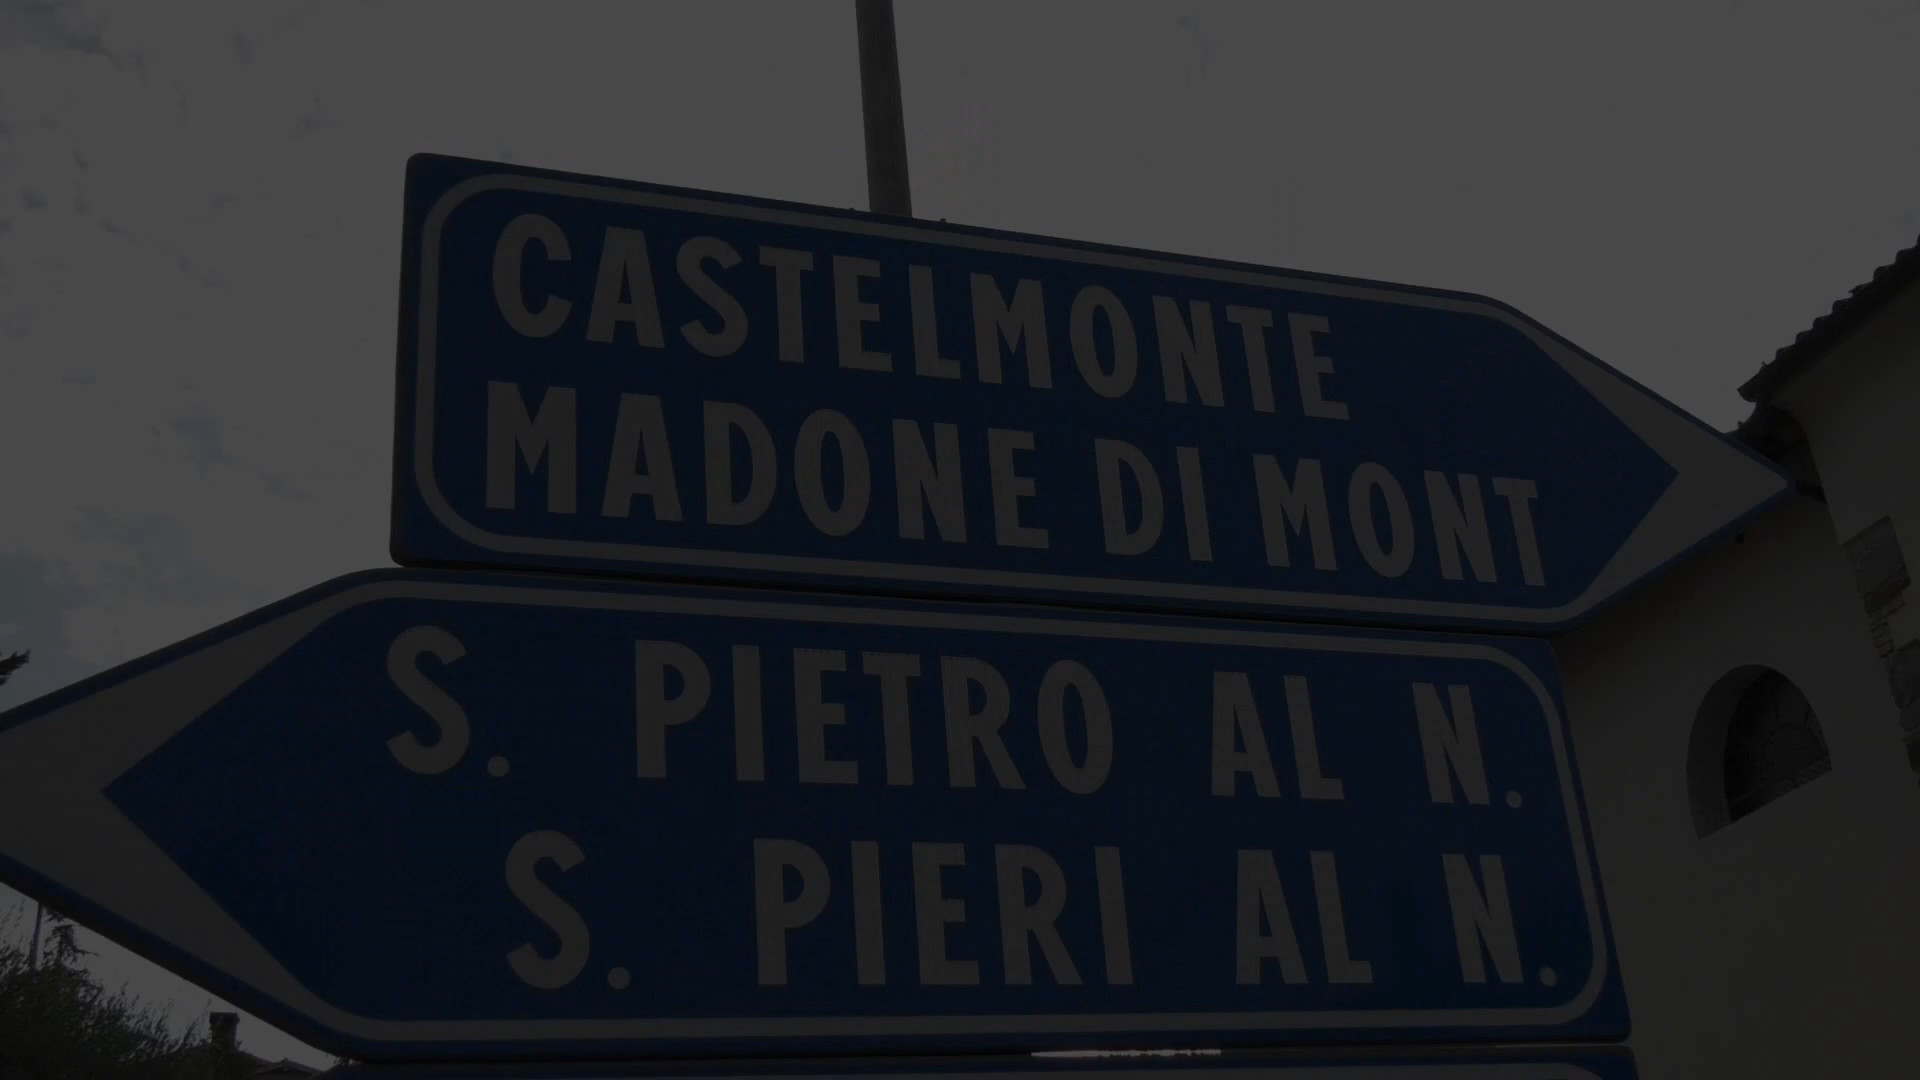 CASTELMONTE
MADONE DI MONT
S. PIETRO AL N.
S. PIERI AL N.